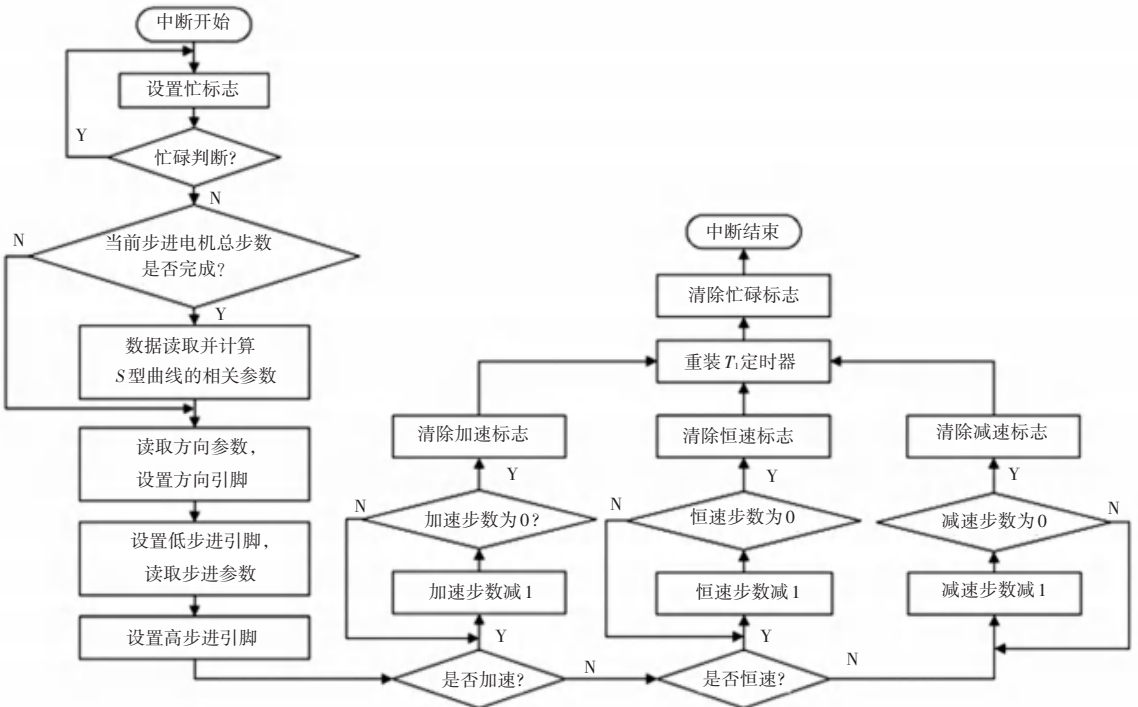 中断开始
设置忙标志
Y
忙碌判断?
N
N
当前步进电机总步数
是否完成?
Y
数据读取并计算
S型曲线的相关参数
读取方向参数,
设置方向引脚
设置低步进引脚,
读取步进参数
设置高步进引脚
中断结束
清除忙碌标志
重装T₁定时器
清除加速标志
清除恒速标志
清除减速标志
Y
Y
Y
N
加速步数为0?
N
恒速步数为0
减速步数为0
N
加速步数减1
恒速步数减1
减速步数减1
Y
Y
是否加速?
N
是否恒速?
N